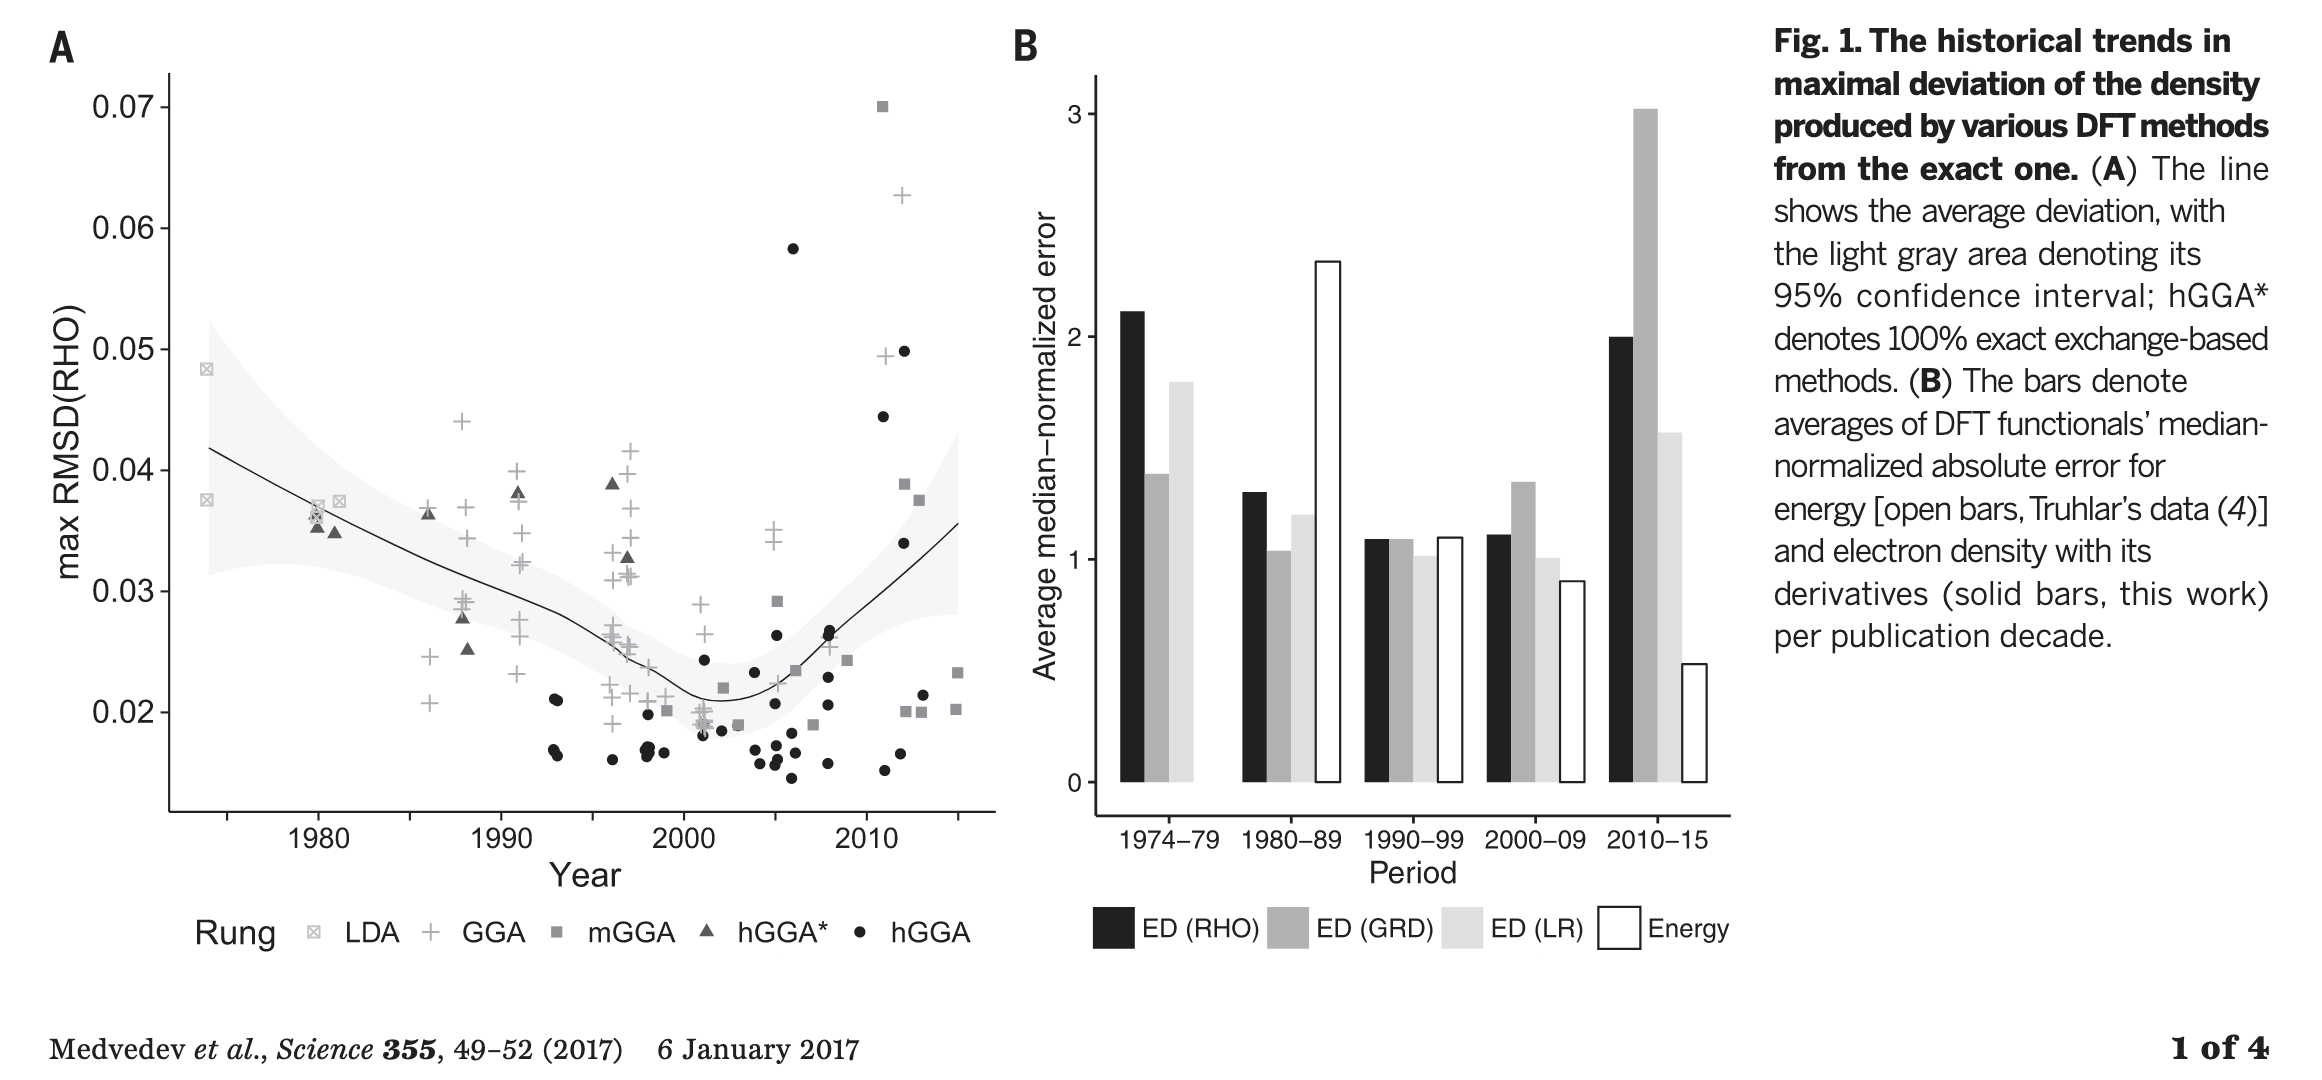 A
max RMSD(RHO)
0.07
0.06
0.05
0.04
0.03
0.02
1980 1990 2000 2010
Year
Rung LDA GGA mGGA hGGA* hGGA
B
Average median–normalized error
3
2
1
0
1974–79 1980–89 1990–99 2000–09 2010–15
Period
ED (RHO) ED (GRD) ED (LR) Energy
Fig. 1. The historical trends in
maximal deviation of the density
produced by various DFT methods
from the exact one. (A) The line
shows the average deviation, with
the light gray area denoting its
95% confidence interval; hGGA*
denotes 100% exact exchange-based
methods. (B) The bars denote
averages of DFT functionals’ median-
normalized absolute error for
energy [open bars, Truhlar’s data (4)]
and electron density with its
derivatives (solid bars, this work)
per publication decade.
Medvedev et al., Science 355, 49–52 (2017) 6 January 2017
1 of 4